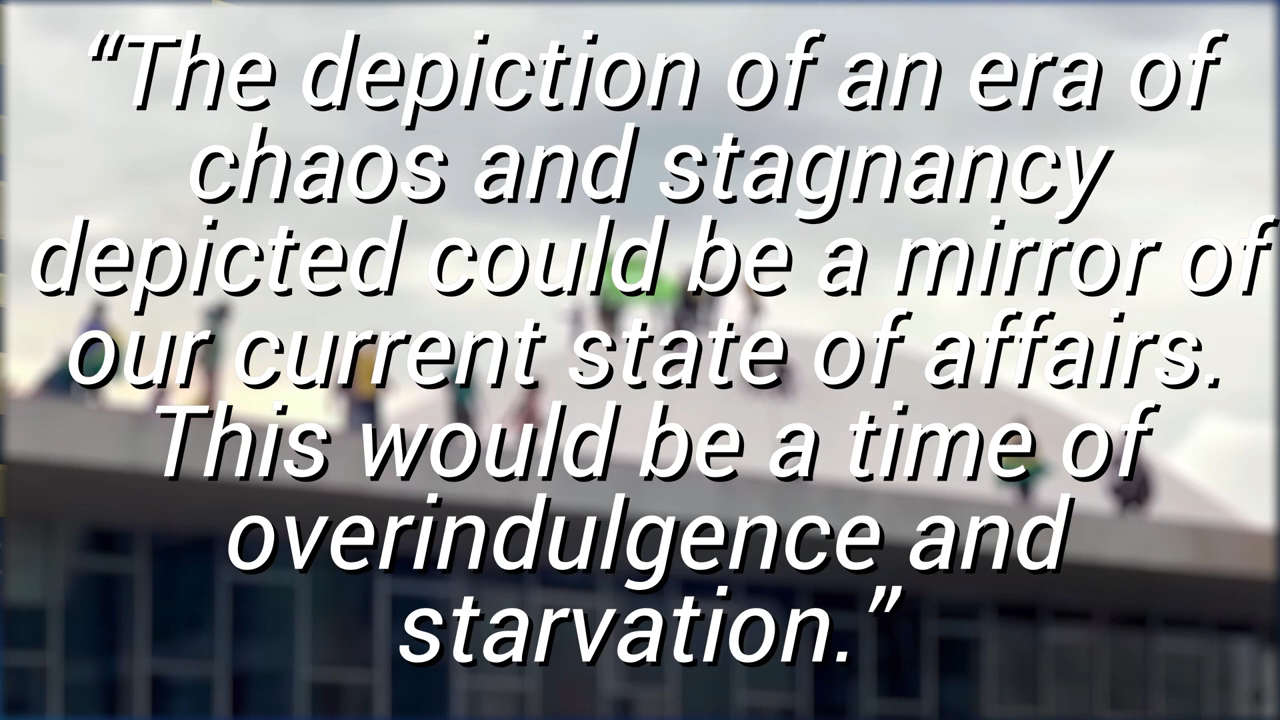 “The depiction of an era of
chaos and stagnancy
depicted could be a mirror of
our current state of affairs.
This would be a time of
overindulgence and
starvation.”